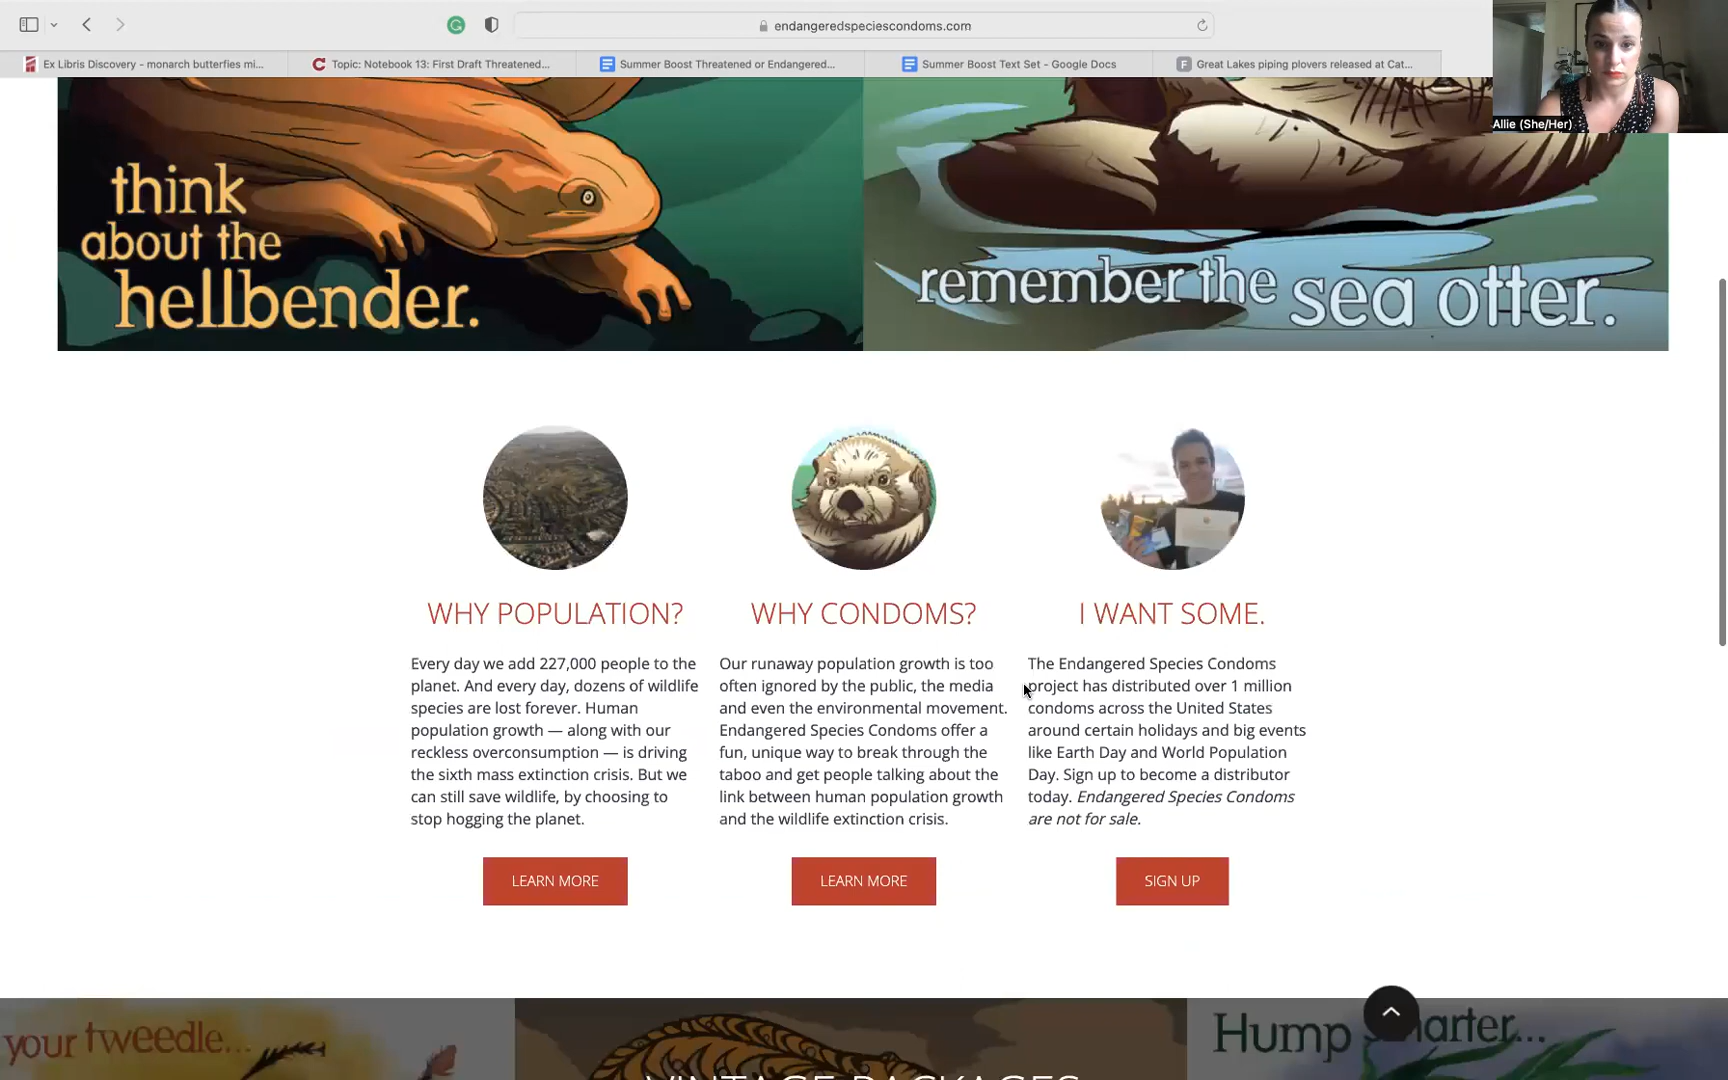 endangeredspeciescondoms.com
Ex Libris Discovery - monarch butterfies mi...
Topic: Notebook 13: First Draft Threatened...
Summer Boost Threatened or Endangered...
Summer Boost Text Set - Google Docs
Great Lakes piping plovers released at Cat...
Allie (She/Her)
think
about the
hellbender.
remember the sea otter.
WHY POPULATION?
Every day we add 227,000 people to the
planet. And every day, dozens of wildlife
species are lost forever. Human
population growth — along with our
reckless overconsumption — is driving
the sixth mass extinction crisis. But we
can still save wildlife, by choosing to
stop hogging the planet.
LEARN MORE
WHY CONDOMS?
Our runaway population growth is too
often ignored by the public, the media
and even the environmental movement.
Endangered Species Condoms offer a
fun, unique way to break through the
taboo and get people talking about the
link between human population growth
and the wildlife extinction crisis.
LEARN MORE
I WANT SOME.
The Endangered Species Condoms
project has distributed over 1 million
condoms across the United States
around certain holidays and big events
like Earth Day and World Population
Day. Sign up to become a distributor
today. Endangered Species Condoms
are not for sale.
SIGN UP
your tweedle...
Hump smarter...
VINTAGE PACKAGES